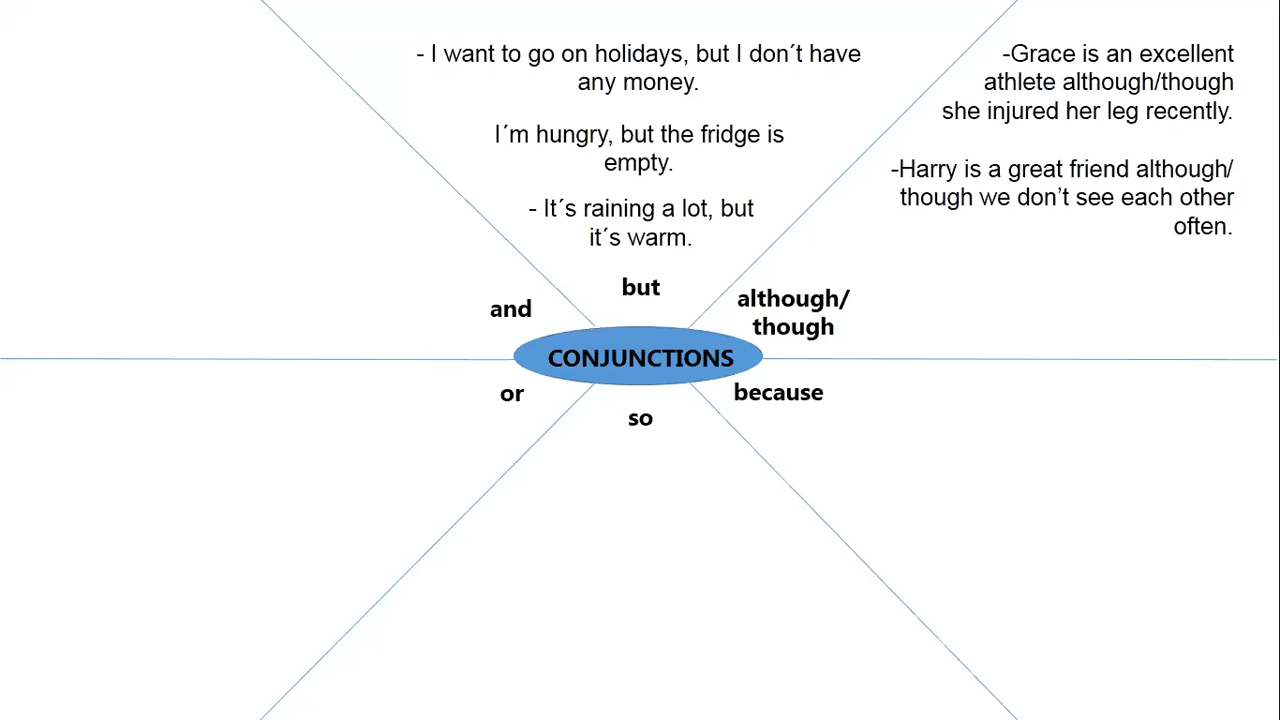 - I want to go on holidays, but I don´t have
any money.
I´m hungry, but the fridge is
empty.
- It´s raining a lot, but
it´s warm.
-Grace is an excellent
athlete although/though
she injured her leg recently.
-Harry is a great friend although/
though we don’t see each other
often.
and
but
although/
though
CONJUNCTIONS
or
so
because